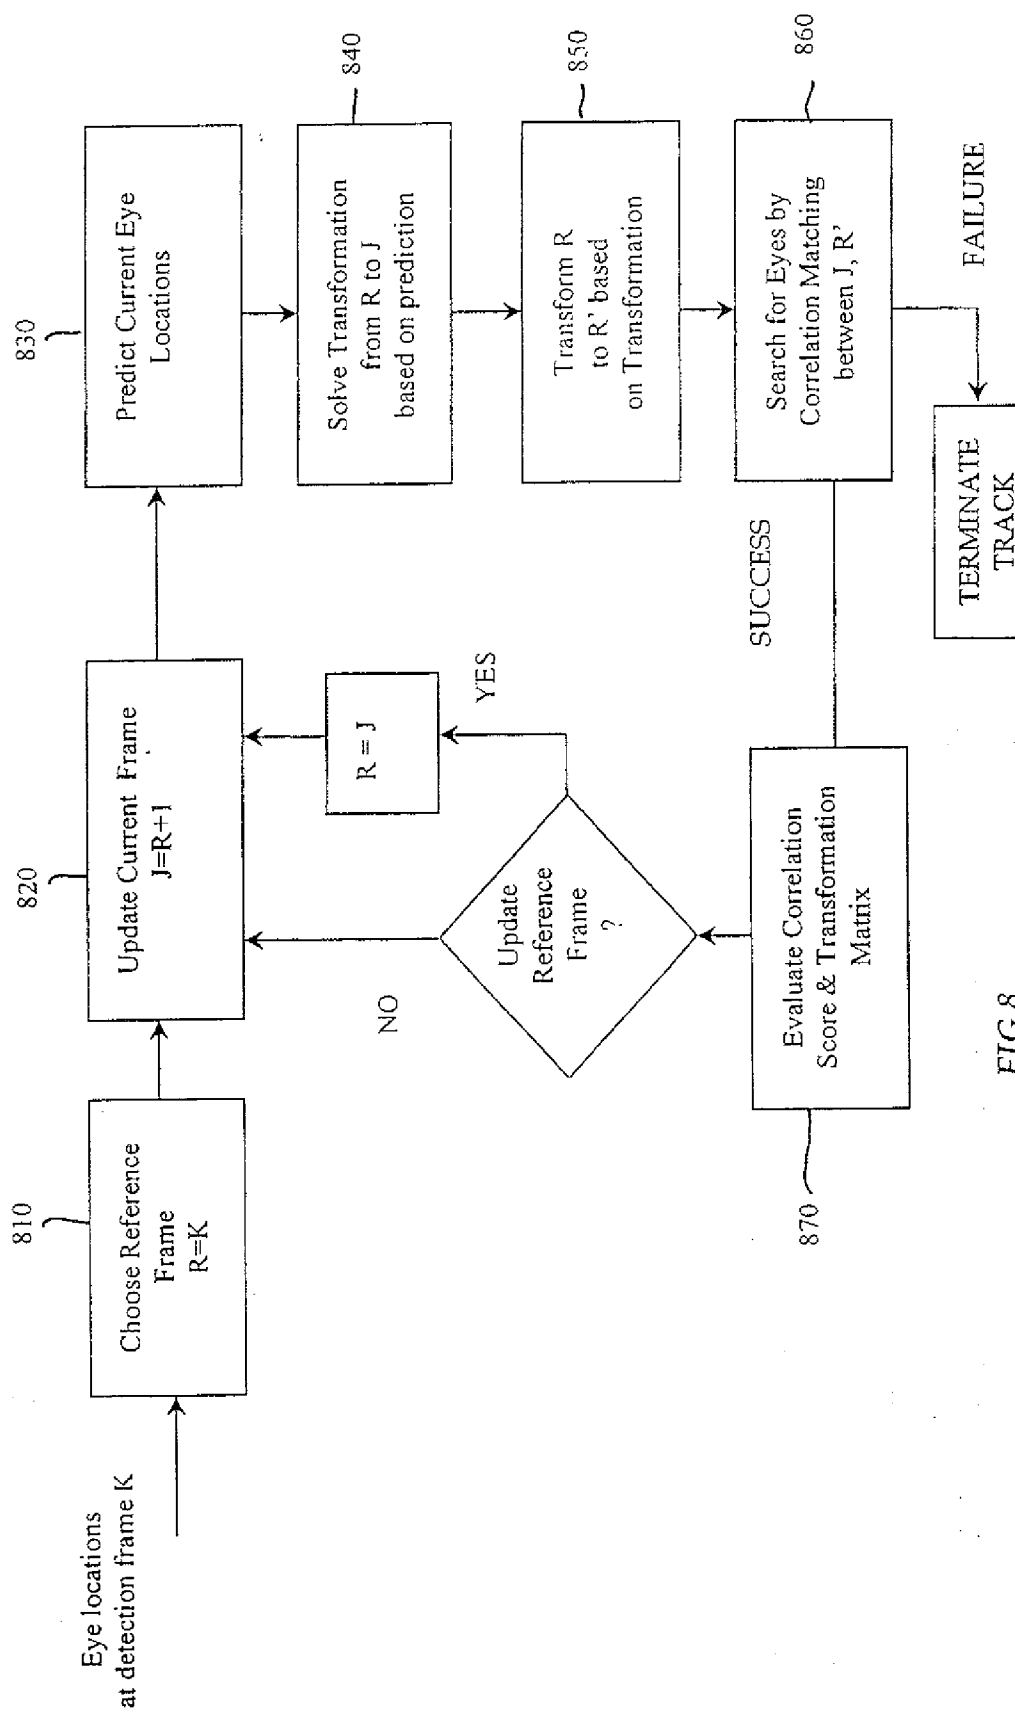 Eye locations
at detection frame K
810
Choose Reference
Frame
R=K
820
Update Current Frame
J=R+1
830
Predict Current Eye
Locations
840
Solve Transformation
from R to J
based on prediction
850
Transform R
to R' based
on Transformation
860
Search for Eyes by
Correlation Matching
between J, R'
FAILURE
TERMINATE
TRACK
SUCCESS
870
Evaluate Correlation
Score & Transformation
Matrix
Update
Reference
Frame
?
YES
R = J
NO
FIG.8